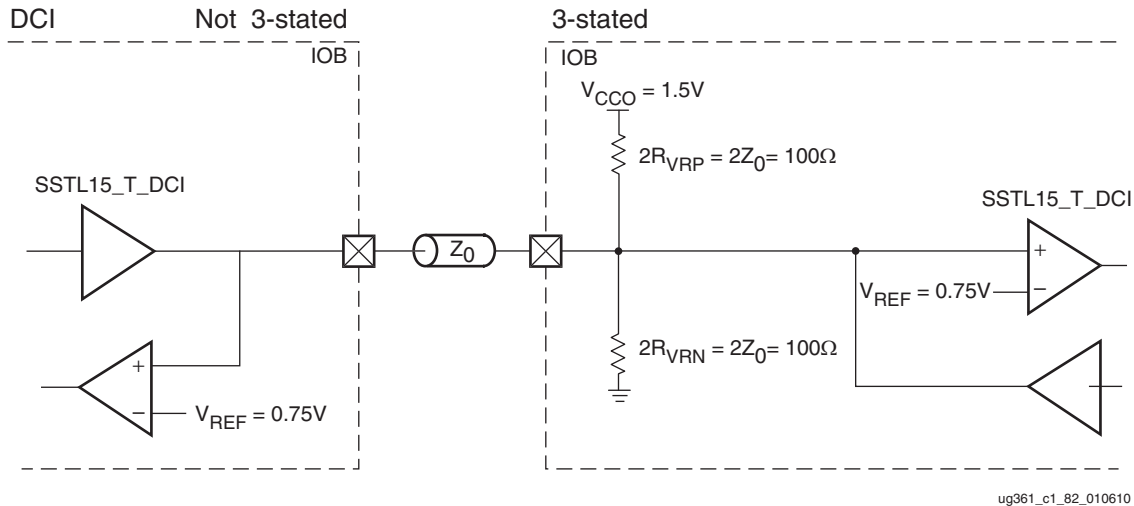 DCI Not 3-stated
3-stated
IOB
IOB
VCCO = 1.5V
2RVRP = 2Z0= 100Ω
SSTL15_T_DCI
SSTL15_T_DCI
Z0
+
−
VREF = 0.75V
2RVRN = 2Z0= 100Ω
+
−
VREF = 0.75V
ug361_c1_82_010610